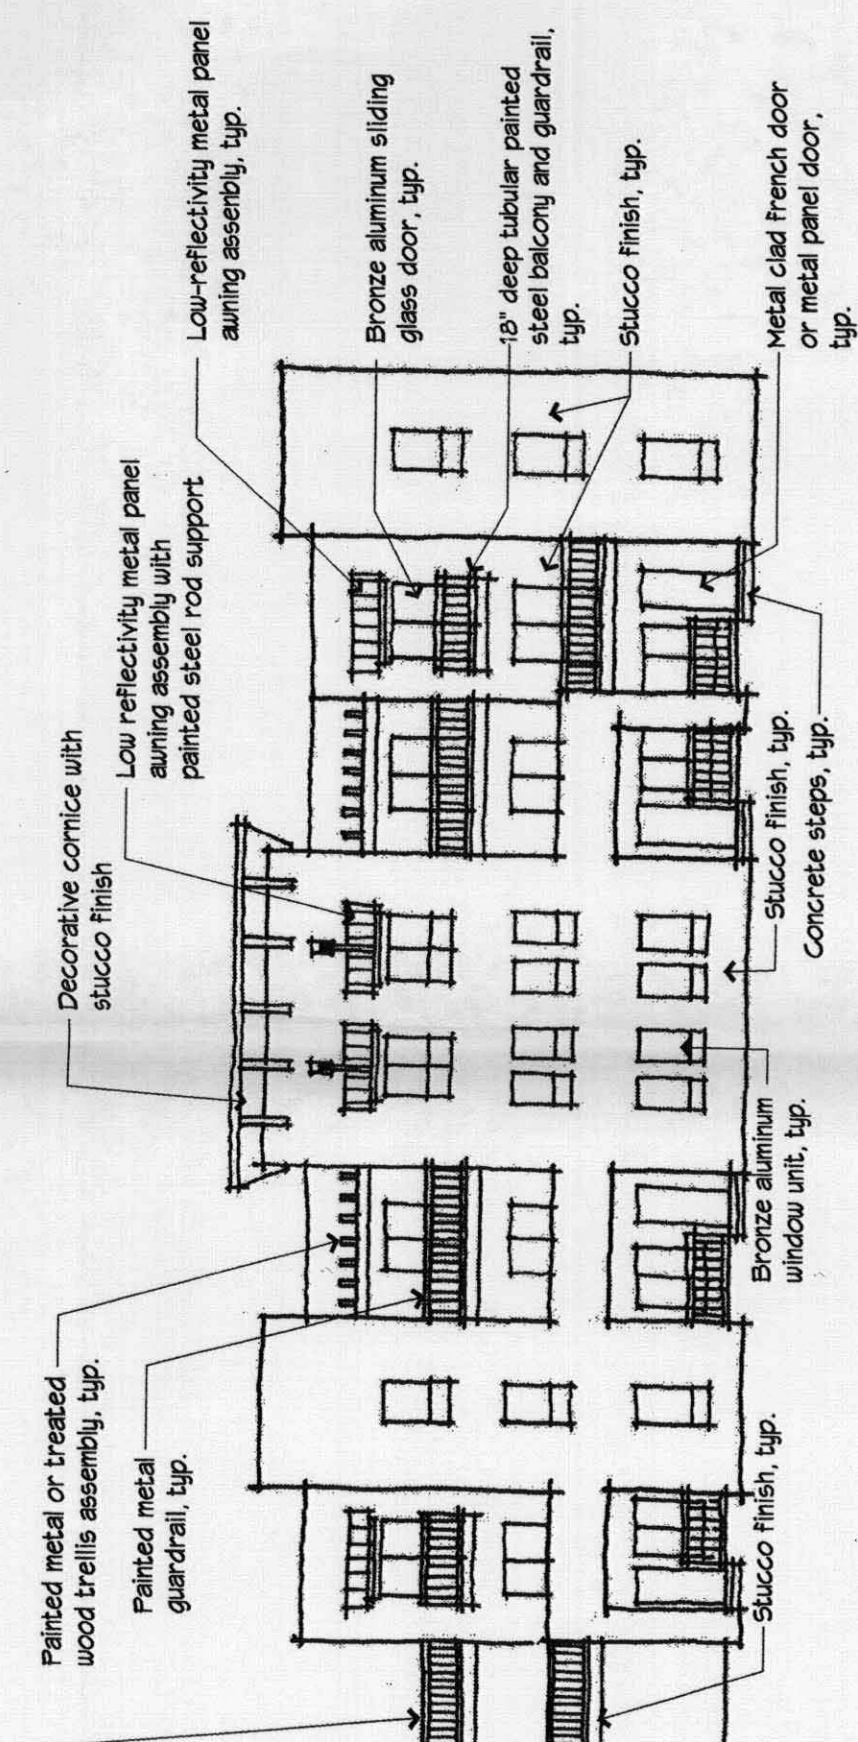 Painted metal or treated
wood trellis assembly, typ.
Painted metal
guardrail, typ.
Decorative cornice with
stucco finish
Low reflectivity metal panel
awning assembly with
painted steel rod support
Low-reflectivity metal panel
awning assenbly, typ.
Bronze aluminum sliding
glass door, typ.
18" deep tubular painted
steel balcony and guardrail,
typ.
Stucco finish, typ.
Metal clad french door
or metal panel door,
typ.
Stucco finish, typ.
Bronze aluminum
window unit, typ.
Stucco finish, typ.
Concrete steps, typ.